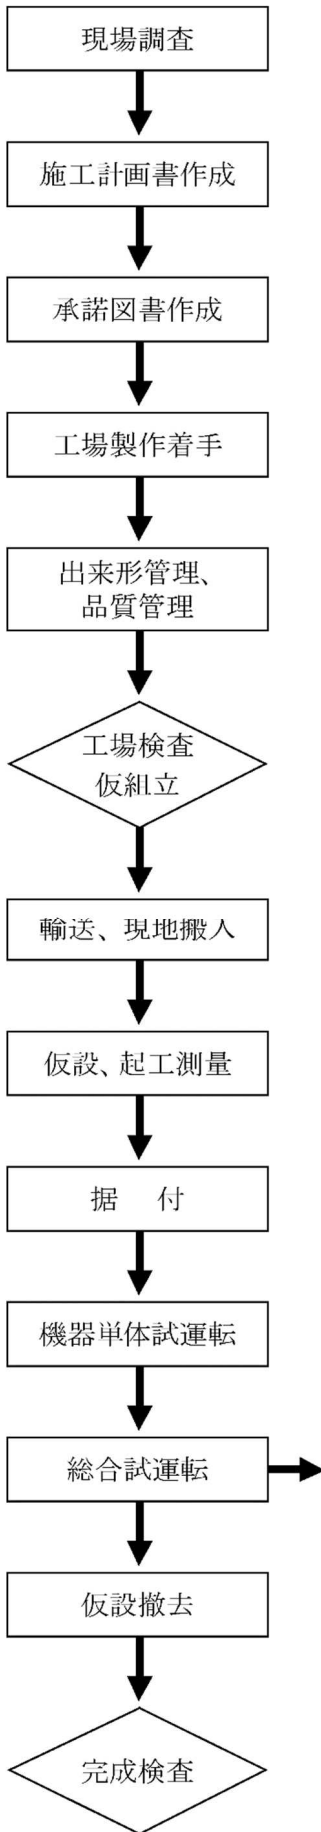 現場調査
施工計画書作成
承諾図書作成
工場製作着手
出来形管理、
品質管理
工場検査
仮組立
輸送、現地搬入
仮設、起工測量
据　付
機器単体試運転
総合試運転
仮設撤去
完成検査